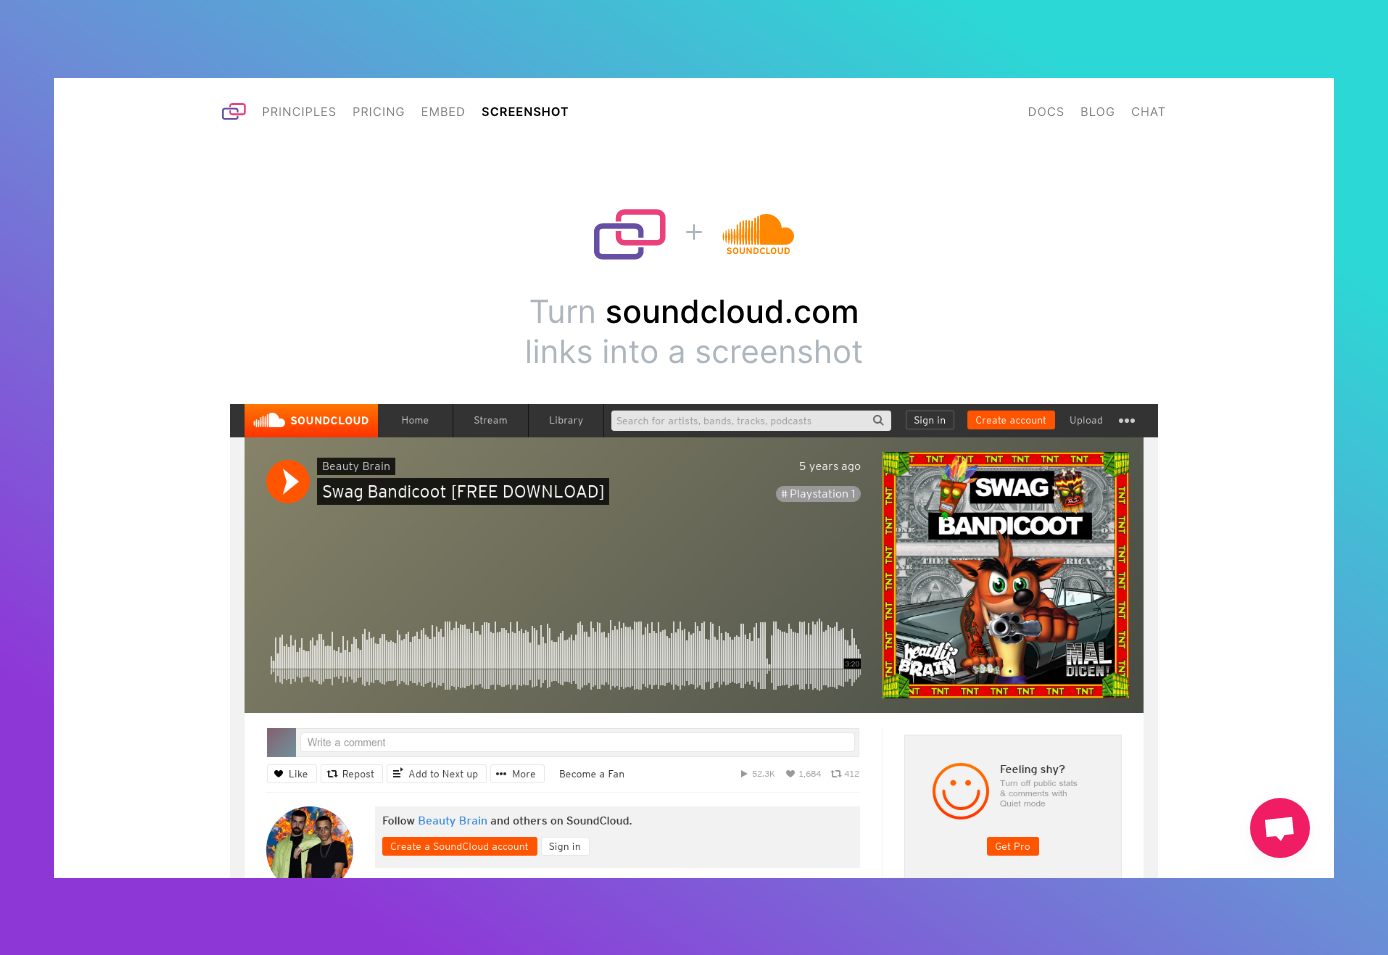 PRINCIPLES PRICING EMBED SCREENSHOT DOCS BLOG CHAT
SOUNDCLOUD
Turn soundcloud.com
links into a screenshot
SOUNDCLOUD Home Stream Library Search for artists, bands, tracks, podcasts Sign In Create account Upload
Beauty Brain 5 years ago
Swag Bandicoot [FREE DOWNLOAD] # Playstation 1
SWAG
BANDICOOT
TNT TNT TNT TNT TNT TNT
beauty
BRAIN
MAL
DICENT
3:20
Write a comment
Like Repost Add to Next up More Become a Fan 52.3K 1,684 412
Follow Beauty Brain and others on SoundCloud.
Create a SoundCloud account Sign in
Feeling shy?
Turn off public stats
& comments with
Quiet mode
Get Pro